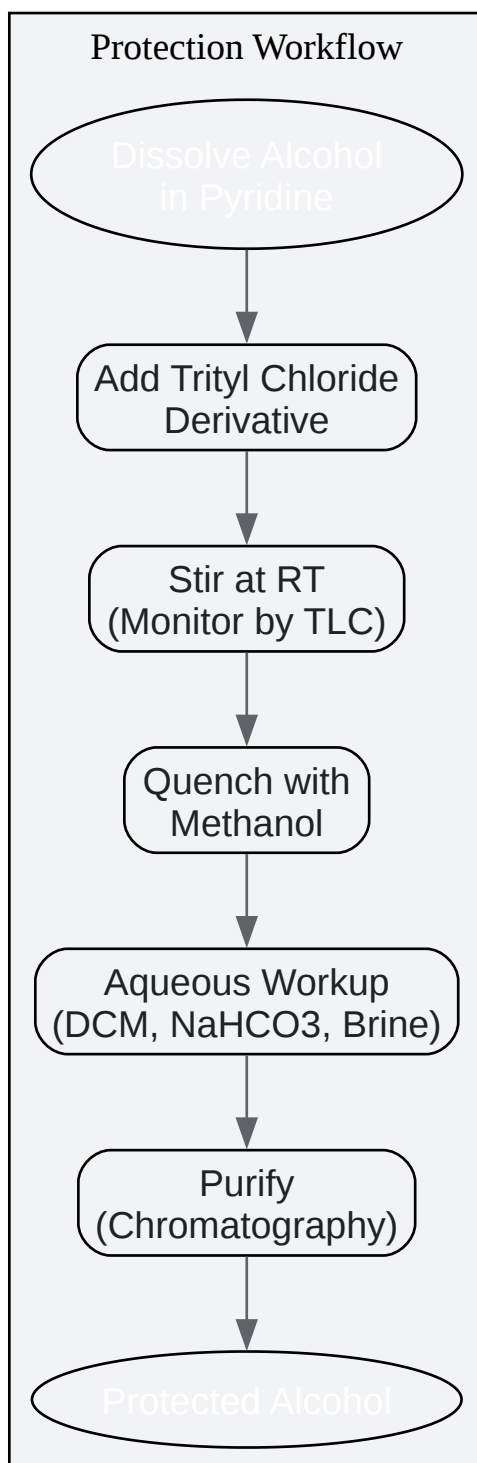 Protection Workflow
Dissolve Alcohol
in Pyridine
Add Trityl Chloride
Derivative
Stir at RT
(Monitor by TLC)
Quench with
Methanol
Aqueous Workup
(DCM, NaHCO3, Brine)
Purify
(Chromatography)
Protected Alcohol